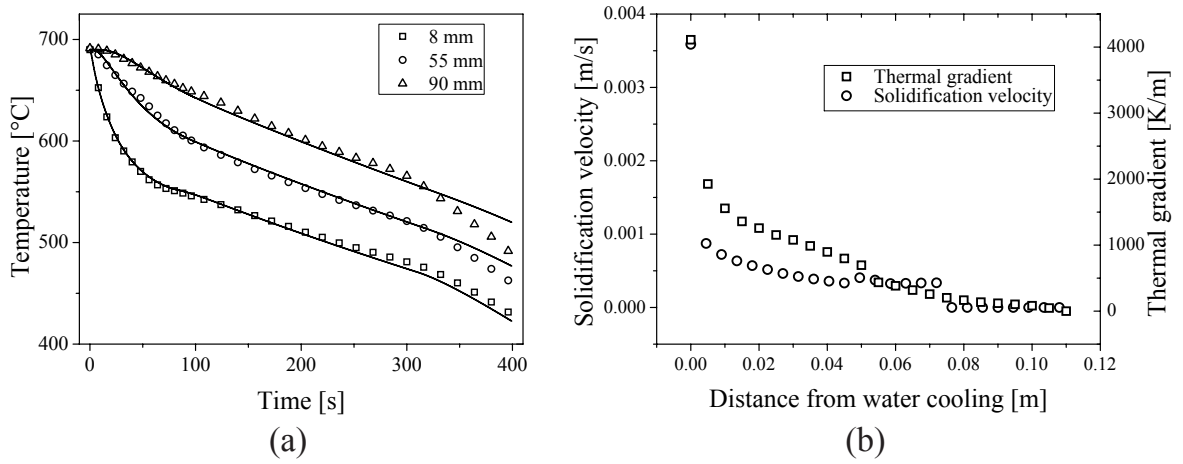 (a)
700
600
500
400
Temperature [°C]
0
100
200
300
400
Time [s]
8 mm
55 mm
90 mm
(b)
0.004
0.003
0.002
0.001
0.000
Solidification velocity [m/s]
4000
3000
2000
1000
0
Thermal gradient [K/m]
0.00
0.02
0.04
0.06
0.08
0.10
0.12
Distance from water cooling [m]
Thermal gradient
Solidification velocity
(a)
(b)